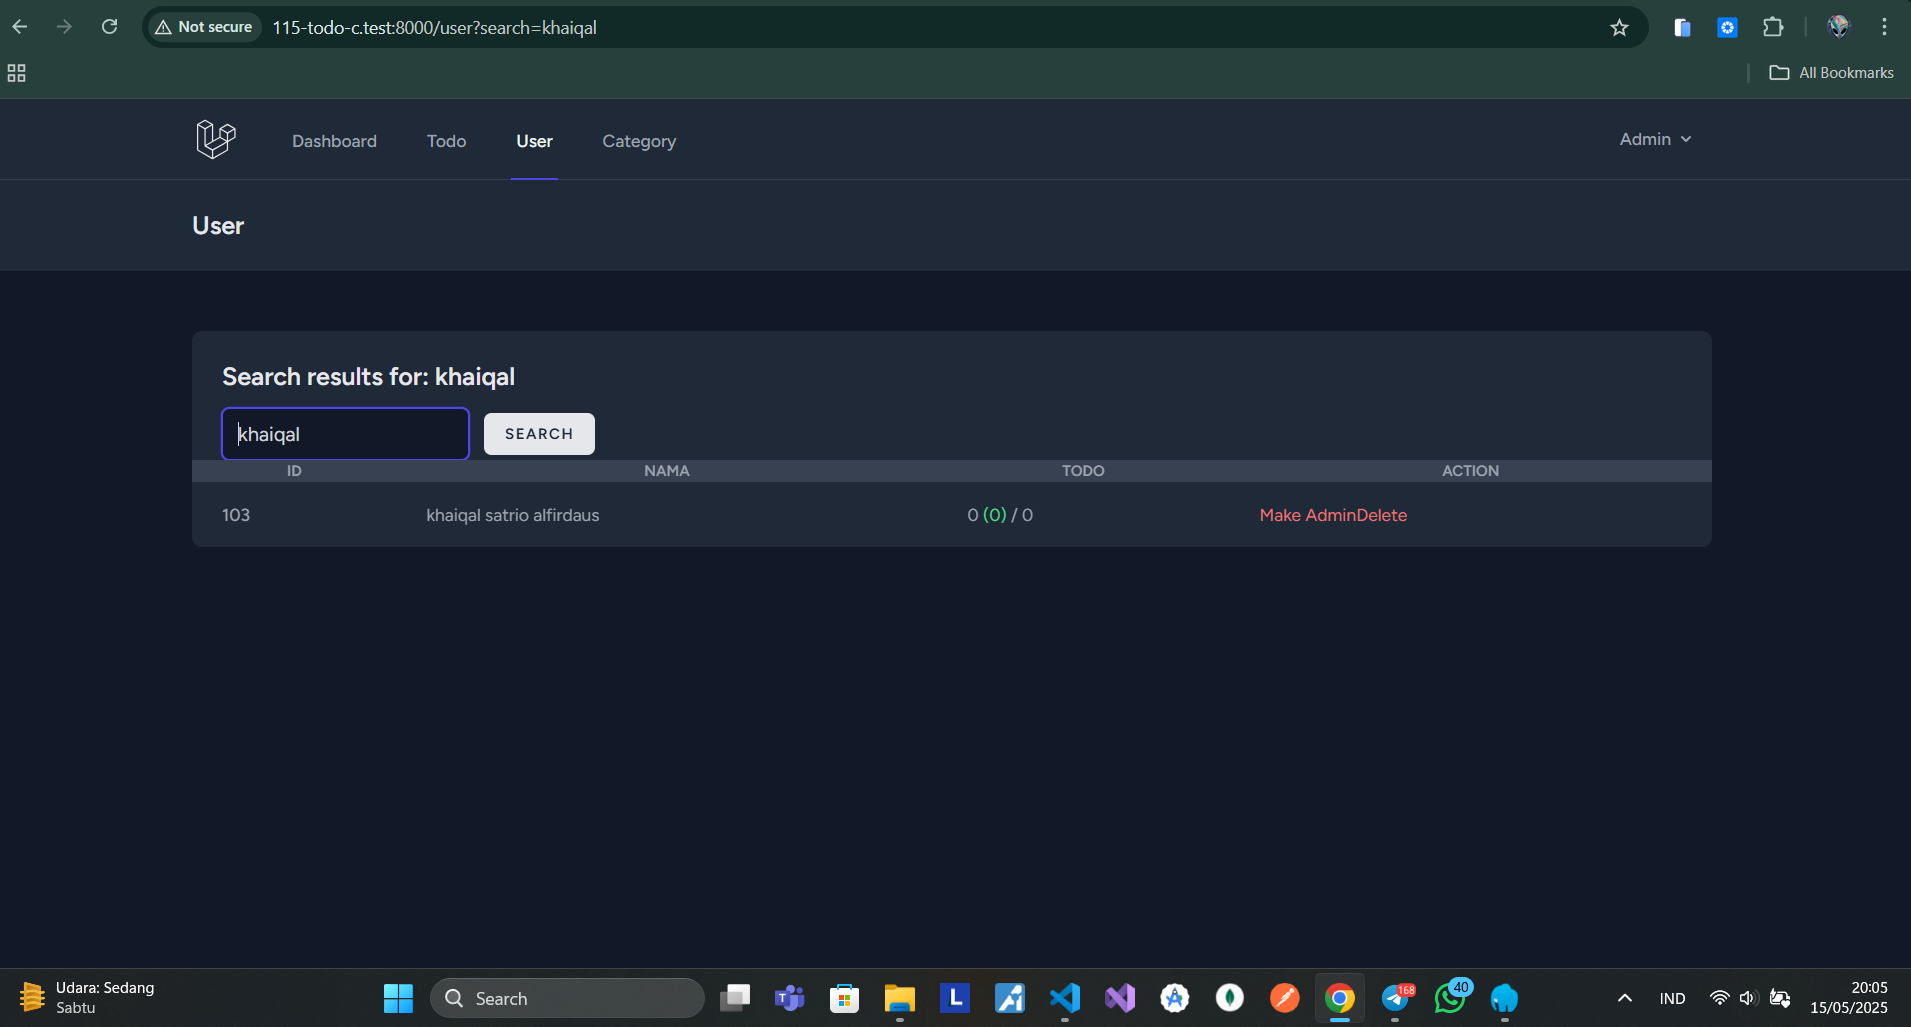 Not secure 115-todo-c.test:8000/user?search=khaiqal
All Bookmarks
Dashboard Todo User Category Admin
User
Search results for: khaiqal
khaiqal SEARCH
ID NAMA TODO ACTION
103 khaiqal satrio alfirdaus 0 (0) / 0 Make AdminDelete
Udara: Sedang
Sabtu
Search
T
L
168
40
IND
20:05
15/05/2025